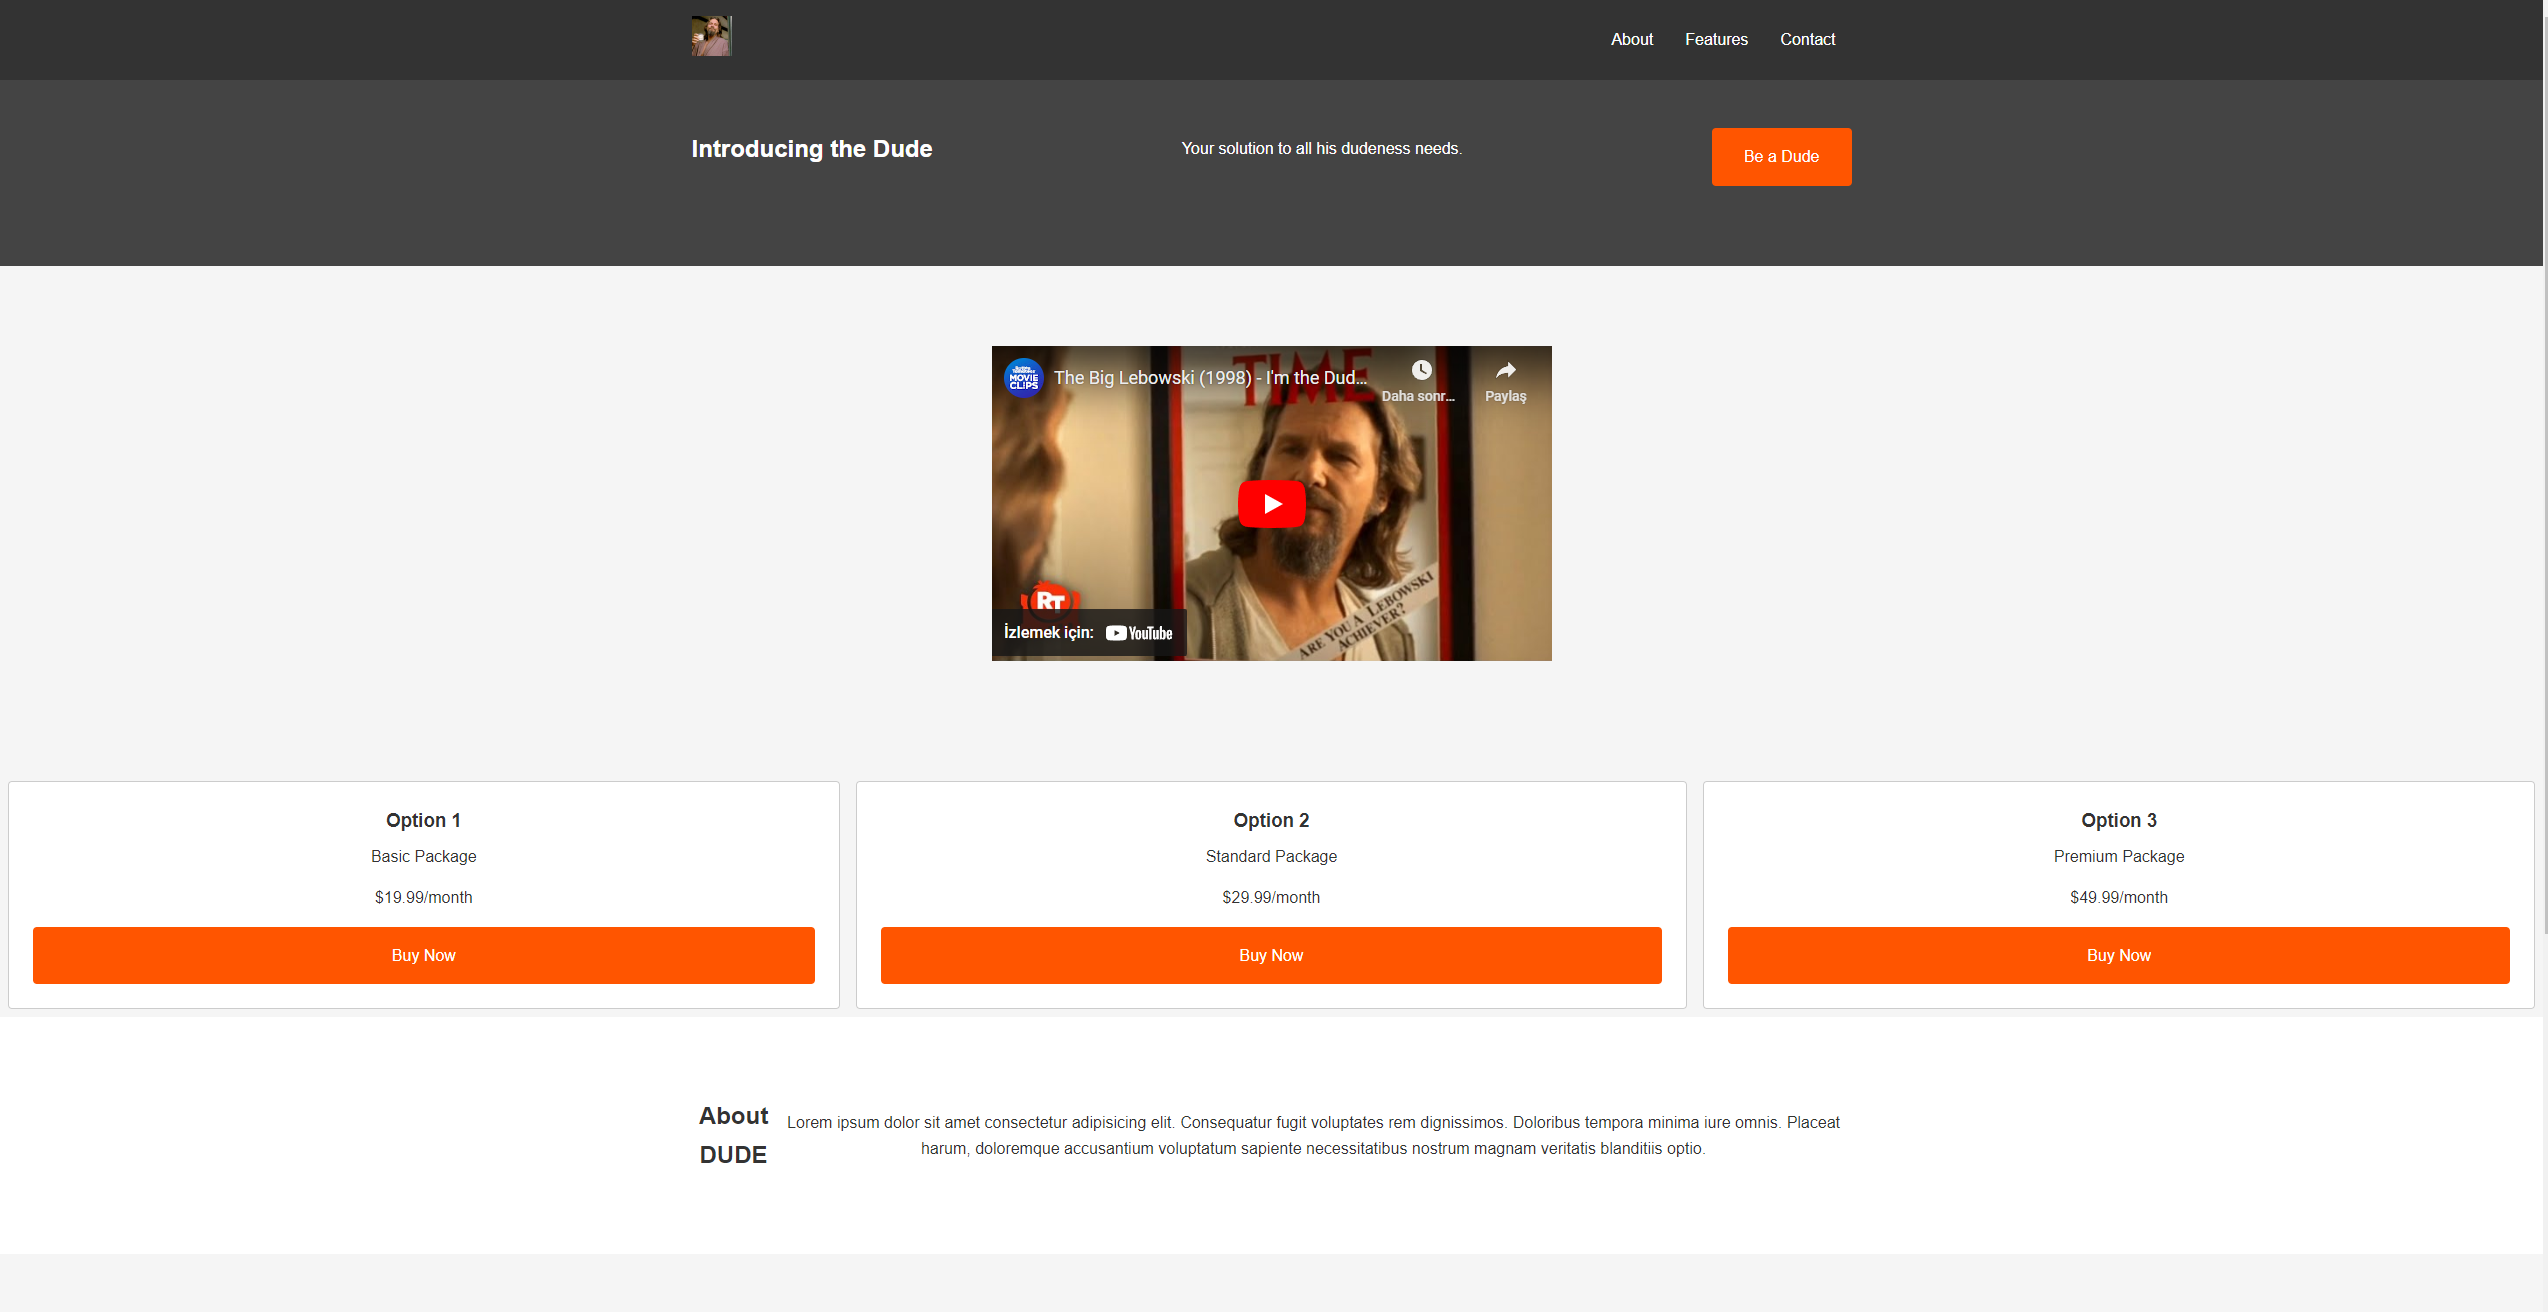 About Features Contact
Introducing the Dude
Your solution to all his dudeness needs.
Be a Dude
MOVIE
CLIPS
The Big Lebowski (1998) - I'm the Dud...
Daha sonr...
Paylaş
TIME
ARE YOU A LEBOWSKI
ACHIEVER?
RT
İzlemek için: YouTube
Option 1
Basic Package
$19.99/month
Buy Now
Option 2
Standard Package
$29.99/month
Buy Now
Option 3
Premium Package
$49.99/month
Buy Now
About
DUDE
Lorem ipsum dolor sit amet consectetur adipisicing elit. Consequatur fugit voluptates rem dignissimos. Doloribus tempora minima iure omnis. Placeat
harum, doloremque accusantium voluptatum sapiente necessitatibus nostrum magnam veritatis blanditiis optio.